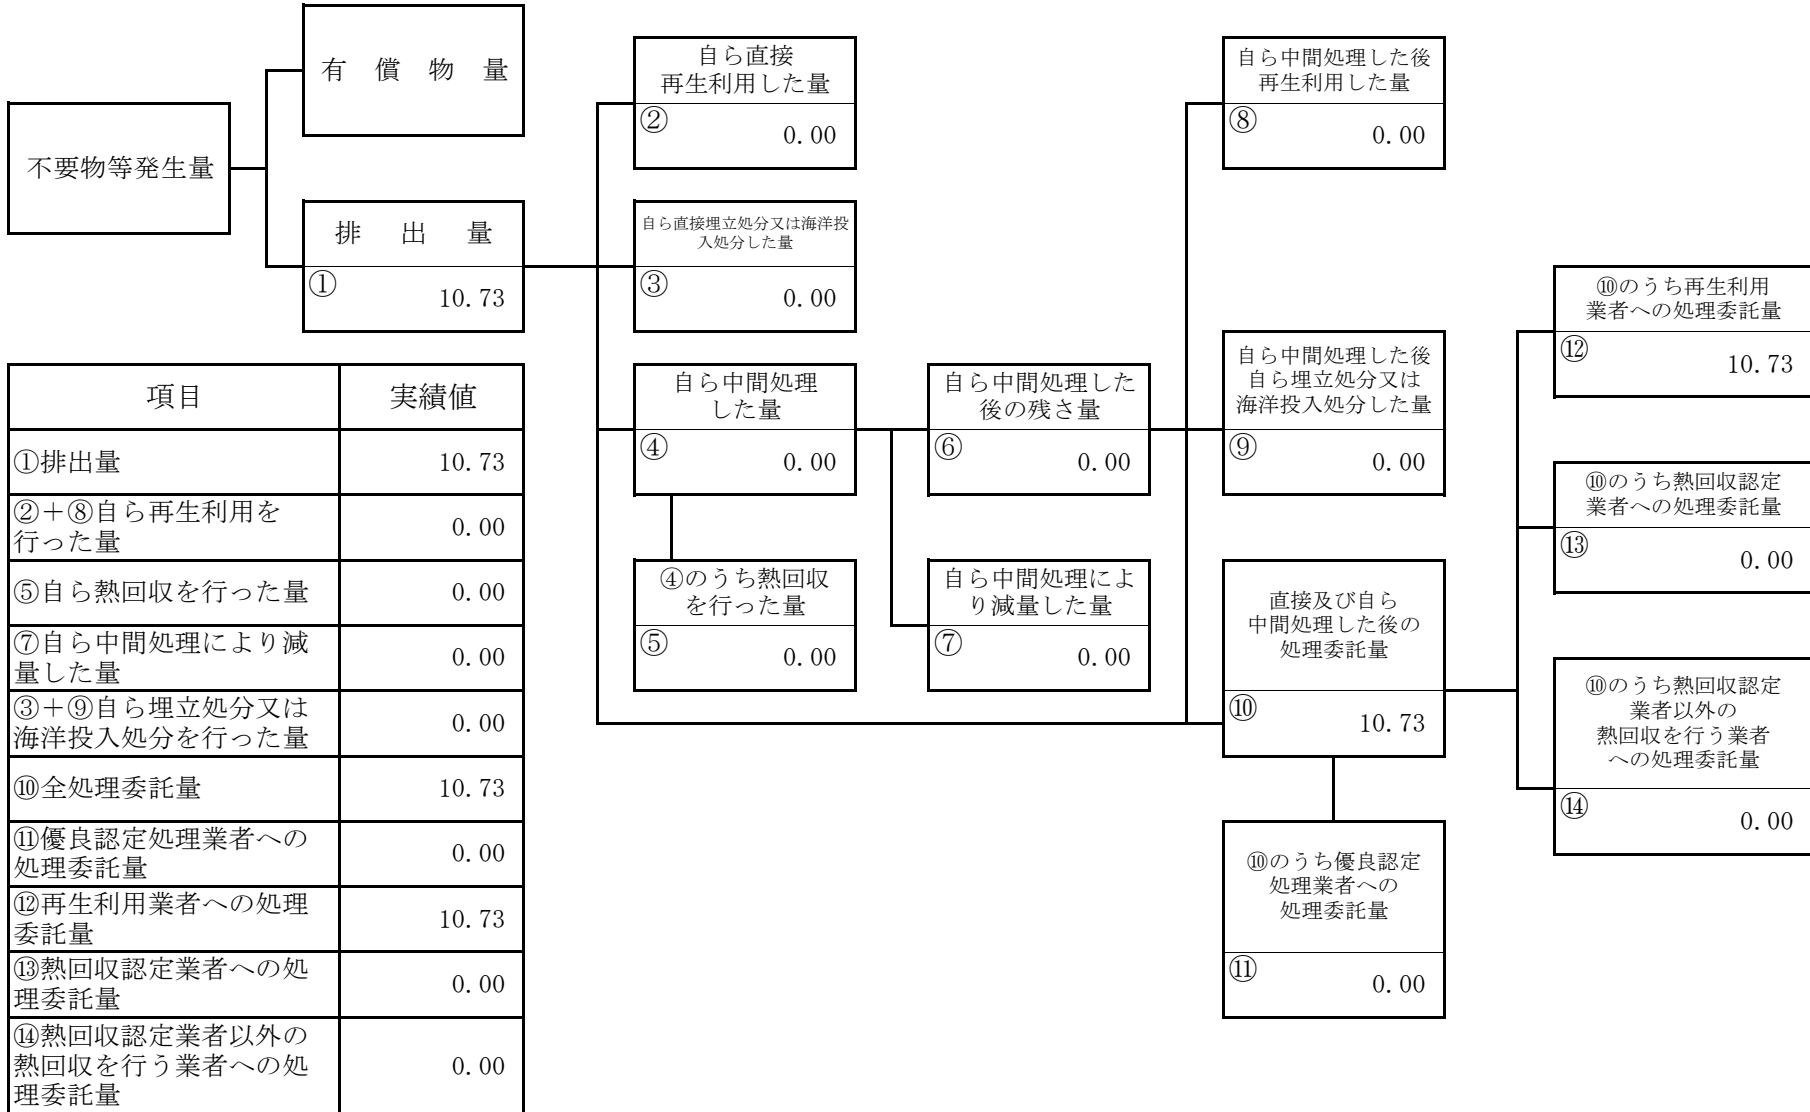 有償物量
不要物等発生量
排出量
① 10.73
自ら直接
再生利用した量
② 0.00
自ら直接埋立処分又は海洋投
入処分した量
③ 0.00
自ら中間処理
した量
④ 0.00
④のうち熱回収
を行った量
⑤ 0.00
自ら中間処理した
後の残さ量
⑥ 0.00
自ら中間処理によ
り減量した量
⑦ 0.00
自ら中間処理した後
再生利用した量
⑧ 0.00
自ら中間処理した後
自ら埋立処分又は
海洋投入処分した量
⑨ 0.00
直接及び自ら
中間処理した後の
処理委託量
⑩ 10.73
⑩のうち優良認定
処理業者への
処理委託量
⑪ 0.00
⑩のうち再生利用
業者への処理委託量
⑫ 10.73
⑩のうち熱回収認定
業者への処理委託量
⑬ 0.00
⑩のうち熱回収認定
業者以外の
熱回収を行う業者
への処理委託量
⑭ 0.00
項目 実績値
①排出量 10.73
②＋⑧自ら再生利用を
行った量 0.00
⑤自ら熱回収を行った量 0.00
⑦自ら中間処理により減
量した量 0.00
③＋⑨自ら埋立処分又は
海洋投入処分を行った量 0.00
⑩全処理委託量 10.73
⑪優良認定処理業者への
処理委託量 0.00
⑫再生利用業者への処理
委託量 10.73
⑬熱回収認定業者への処
理委託量 0.00
⑭熱回収認定業者以外の
熱回収を行う業者への処
理委託量 0.00